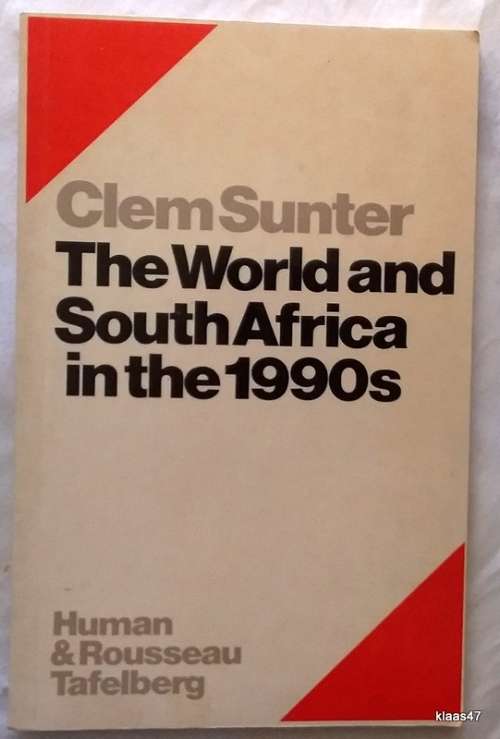 Clem Sunter
The World and
South Africa
in the 1990s
Human
& Rousseau
Tafelberg
klaas47